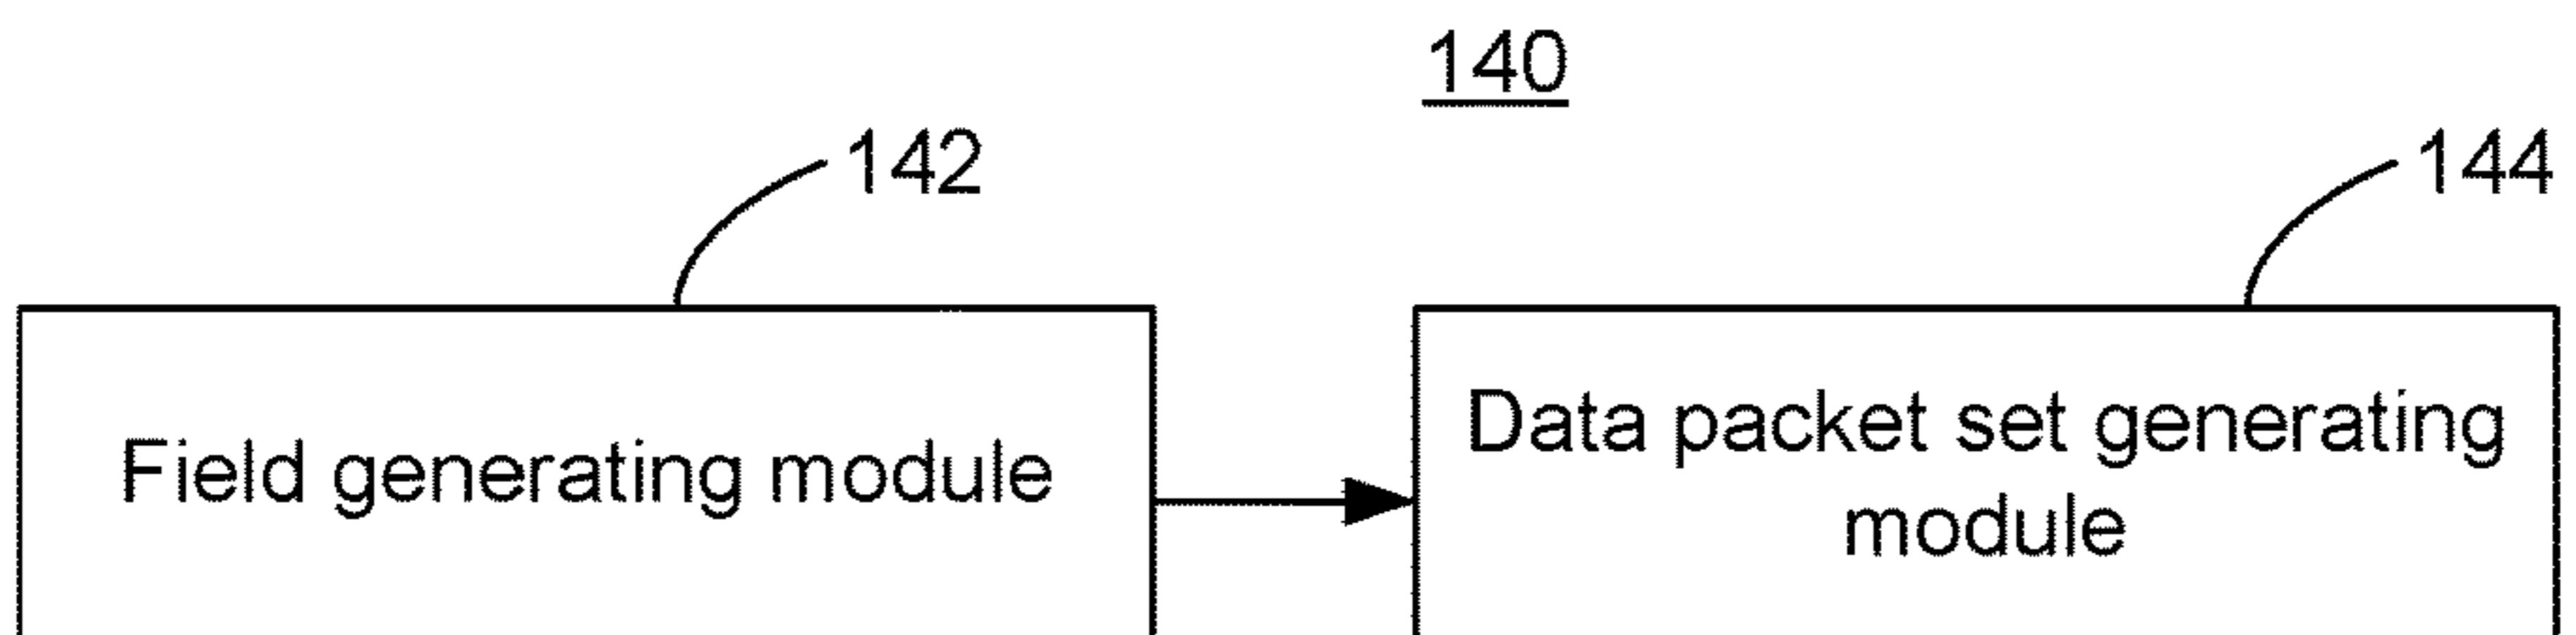 140
142
144
Field generating module
Data packet set generating
module